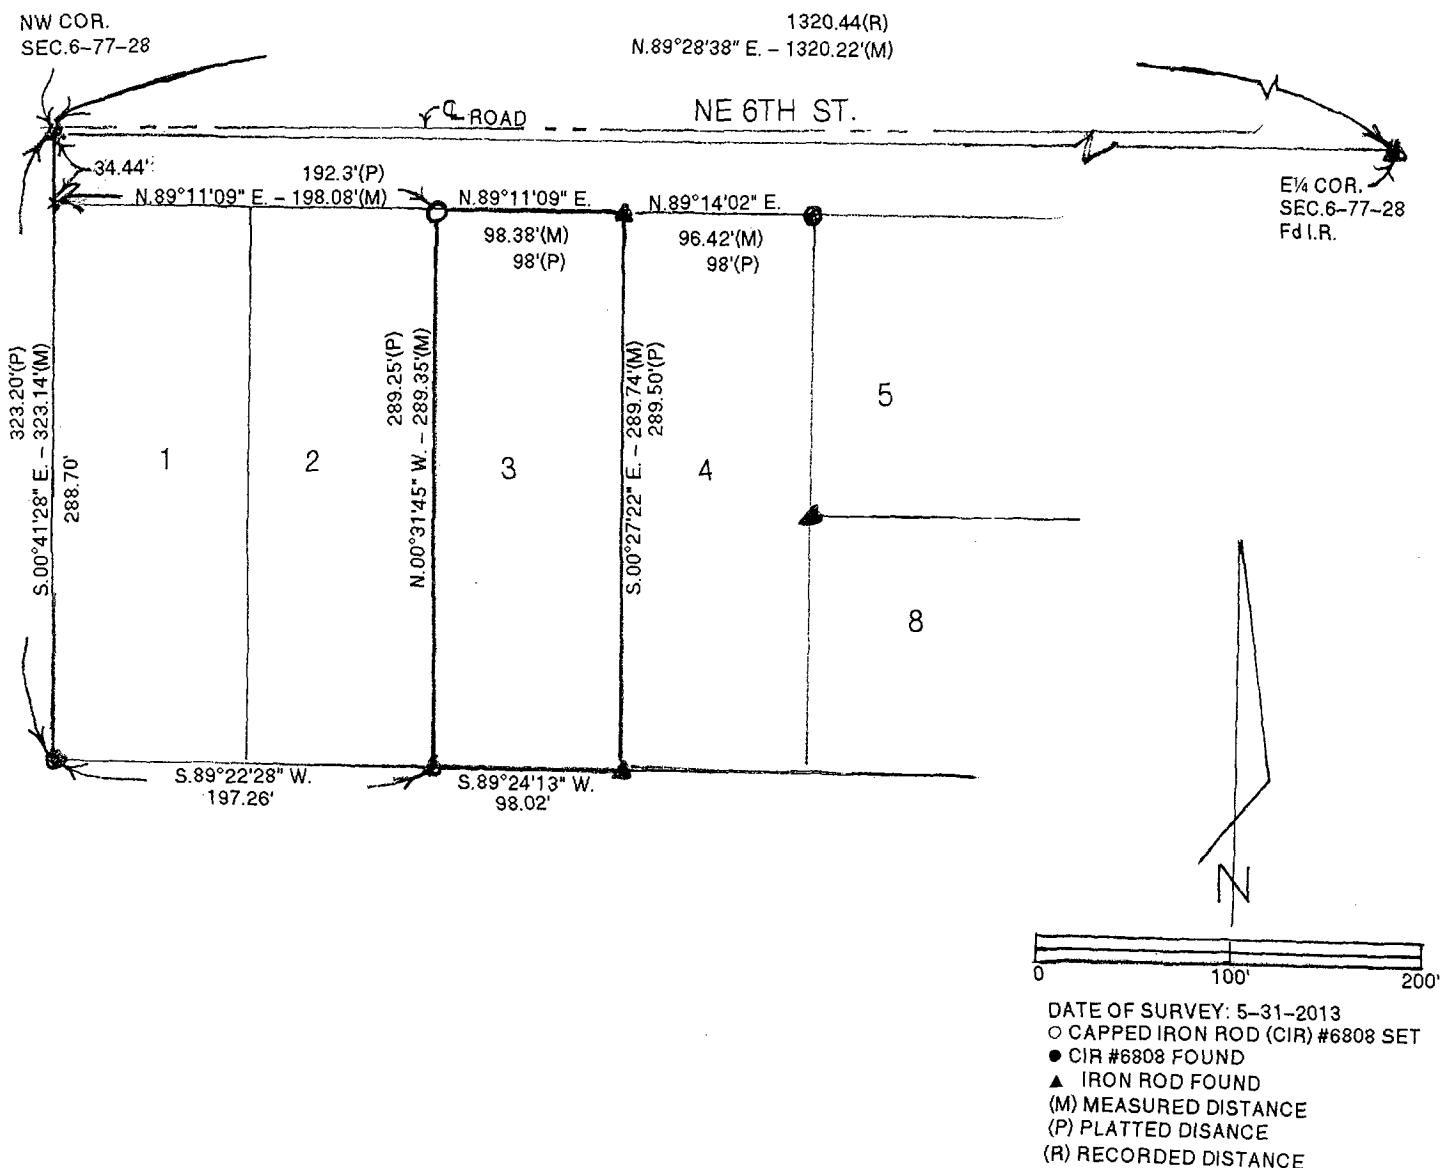 NW COR.
SEC.6-77-28
1320.44(R)
N.89°28'38" E. - 1320.22'(M)
℄ ROAD
NE 6TH ST.
34.44'
192.3'(P)
N.89°11'09" E. - 198.08'(M)
N.89°11'09" E.
98.38'(M)
98'(P)
N.89°14'02" E.
96.42'(M)
98'(P)
E¼ COR.
SEC.6-77-28
Fd I.R.
323.20'(P)
S.00°41'28" E. - 323.14'(M)
288.70'
1
2
289.25'(P)
N.00°31'45" W. - 289.35'(M)
3
S.00°27'22" E. - 289.74'(M)
289.50'(P)
4
5
8
S.89°22'28" W.
197.26'
S.89°24'13" W.
98.02'
N
0 100' 200'
DATE OF SURVEY: 5-31-2013
○ CAPPED IRON ROD (CIR) #6808 SET
● CIR #6808 FOUND
▲ IRON ROD FOUND
(M) MEASURED DISTANCE
(P) PLATTED DISANCE
(R) RECORDED DISTANCE